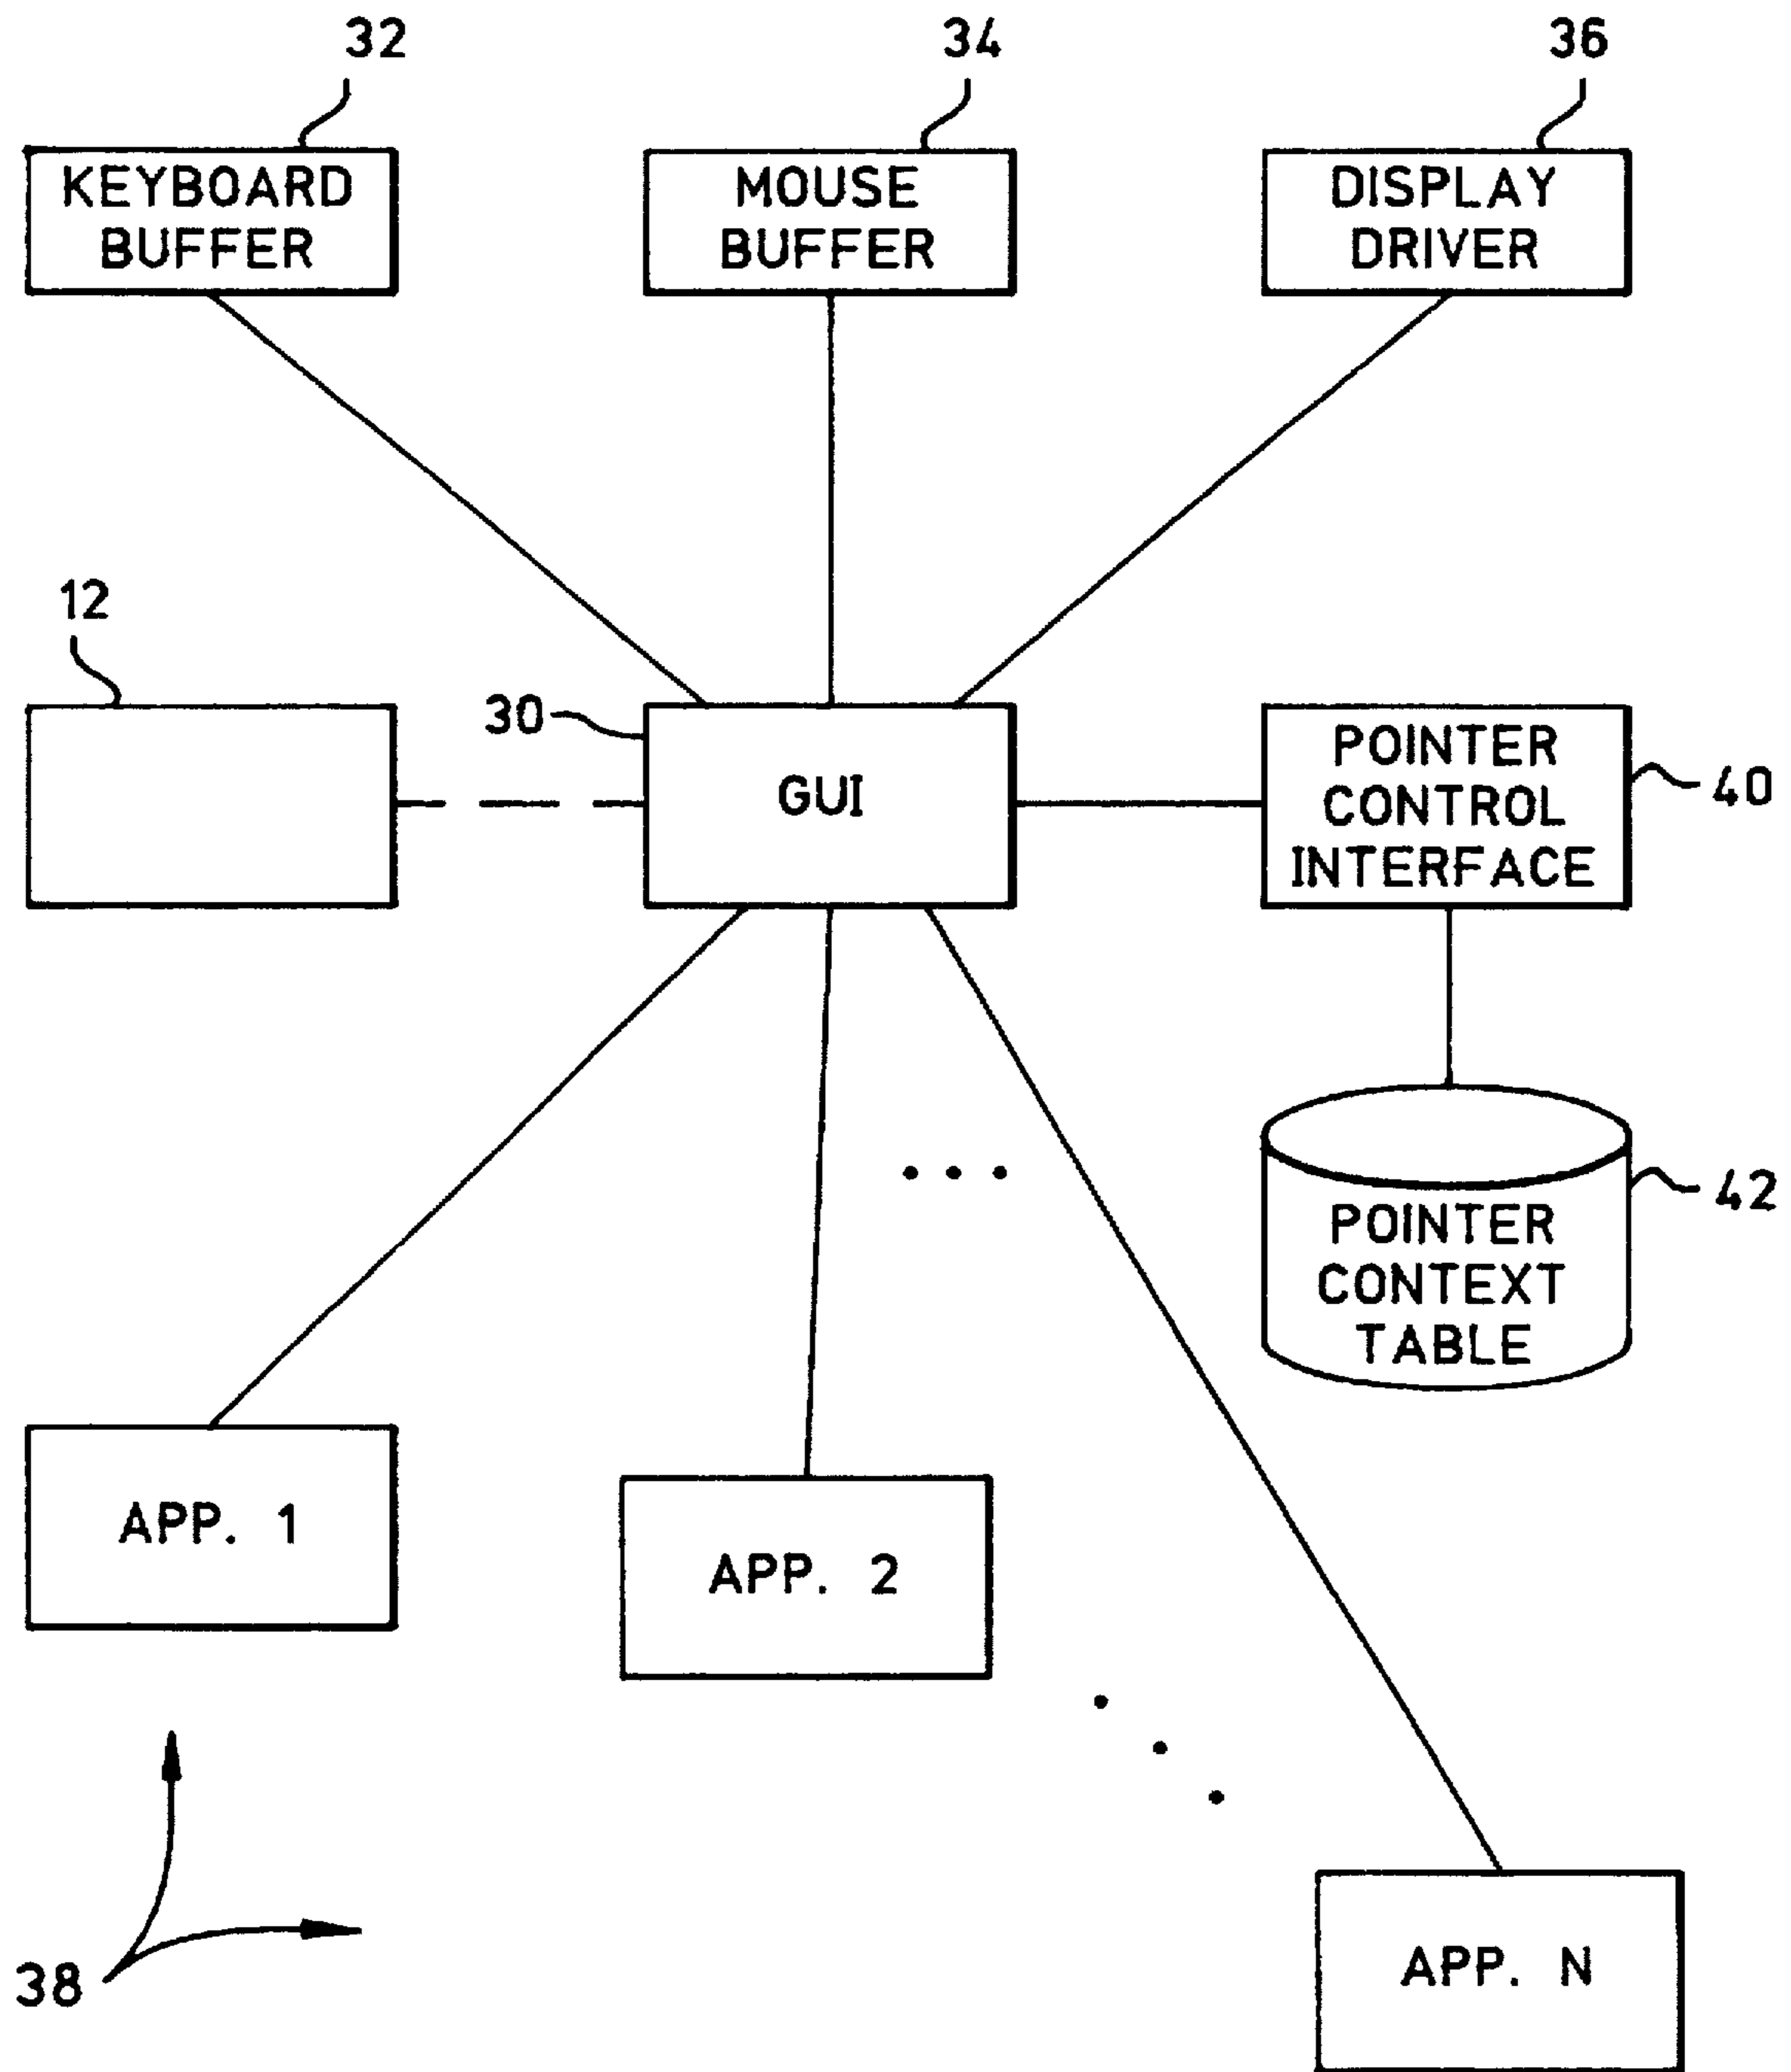 32
34
36
KEYBOARD
BUFFER
MOUSE
BUFFER
DISPLAY
DRIVER
12
30
GUI
POINTER
CONTROL
INTERFACE
40
POINTER
CONTEXT
TABLE
42
APP. 1
APP. 2
APP. N
38